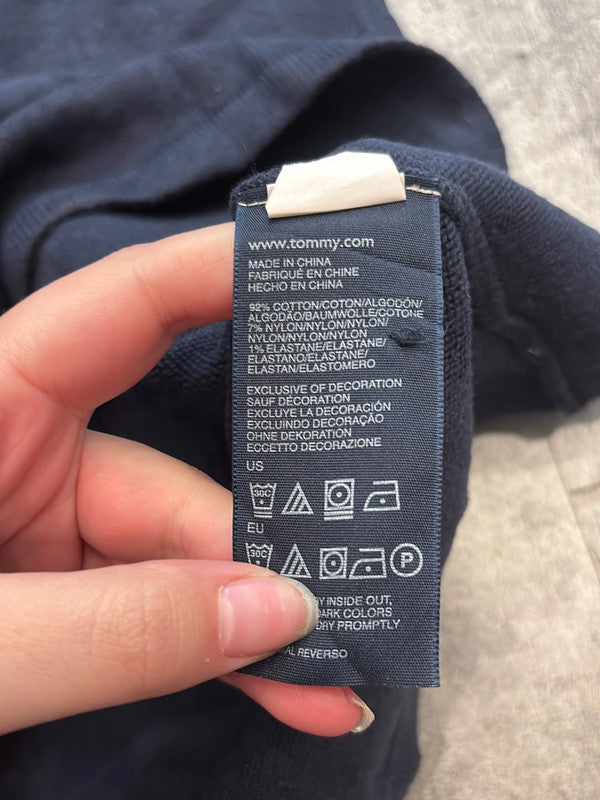 www.tommy.com
MADE IN CHINA
FABRIQUÉ EN CHINE
HECHO EN CHINA
92% COTTON/COTON/ALGODÓN/
ALGODÃO/BAUMWOLLE/COTONE
7% NYLON/NYLON/NYLON/
NYLON/NYLON/NYLON
1% ELASTANE/ELASTANE/
ELASTANO/ELASTANE/
ELASTAN/ELASTOMERO
EXCLUSIVE OF DECORATION
SAUF DÉCORATION
EXCLUYE LA DECORACIÓN
EXCLUINDO DECORAÇÃO
OHNE DEKORATION
ECCETTO DECORAZIONE
US
30C
EU
30C P
INSIDE OUT,
DARK COLORS
DRY PROMPTLY
REVERSO